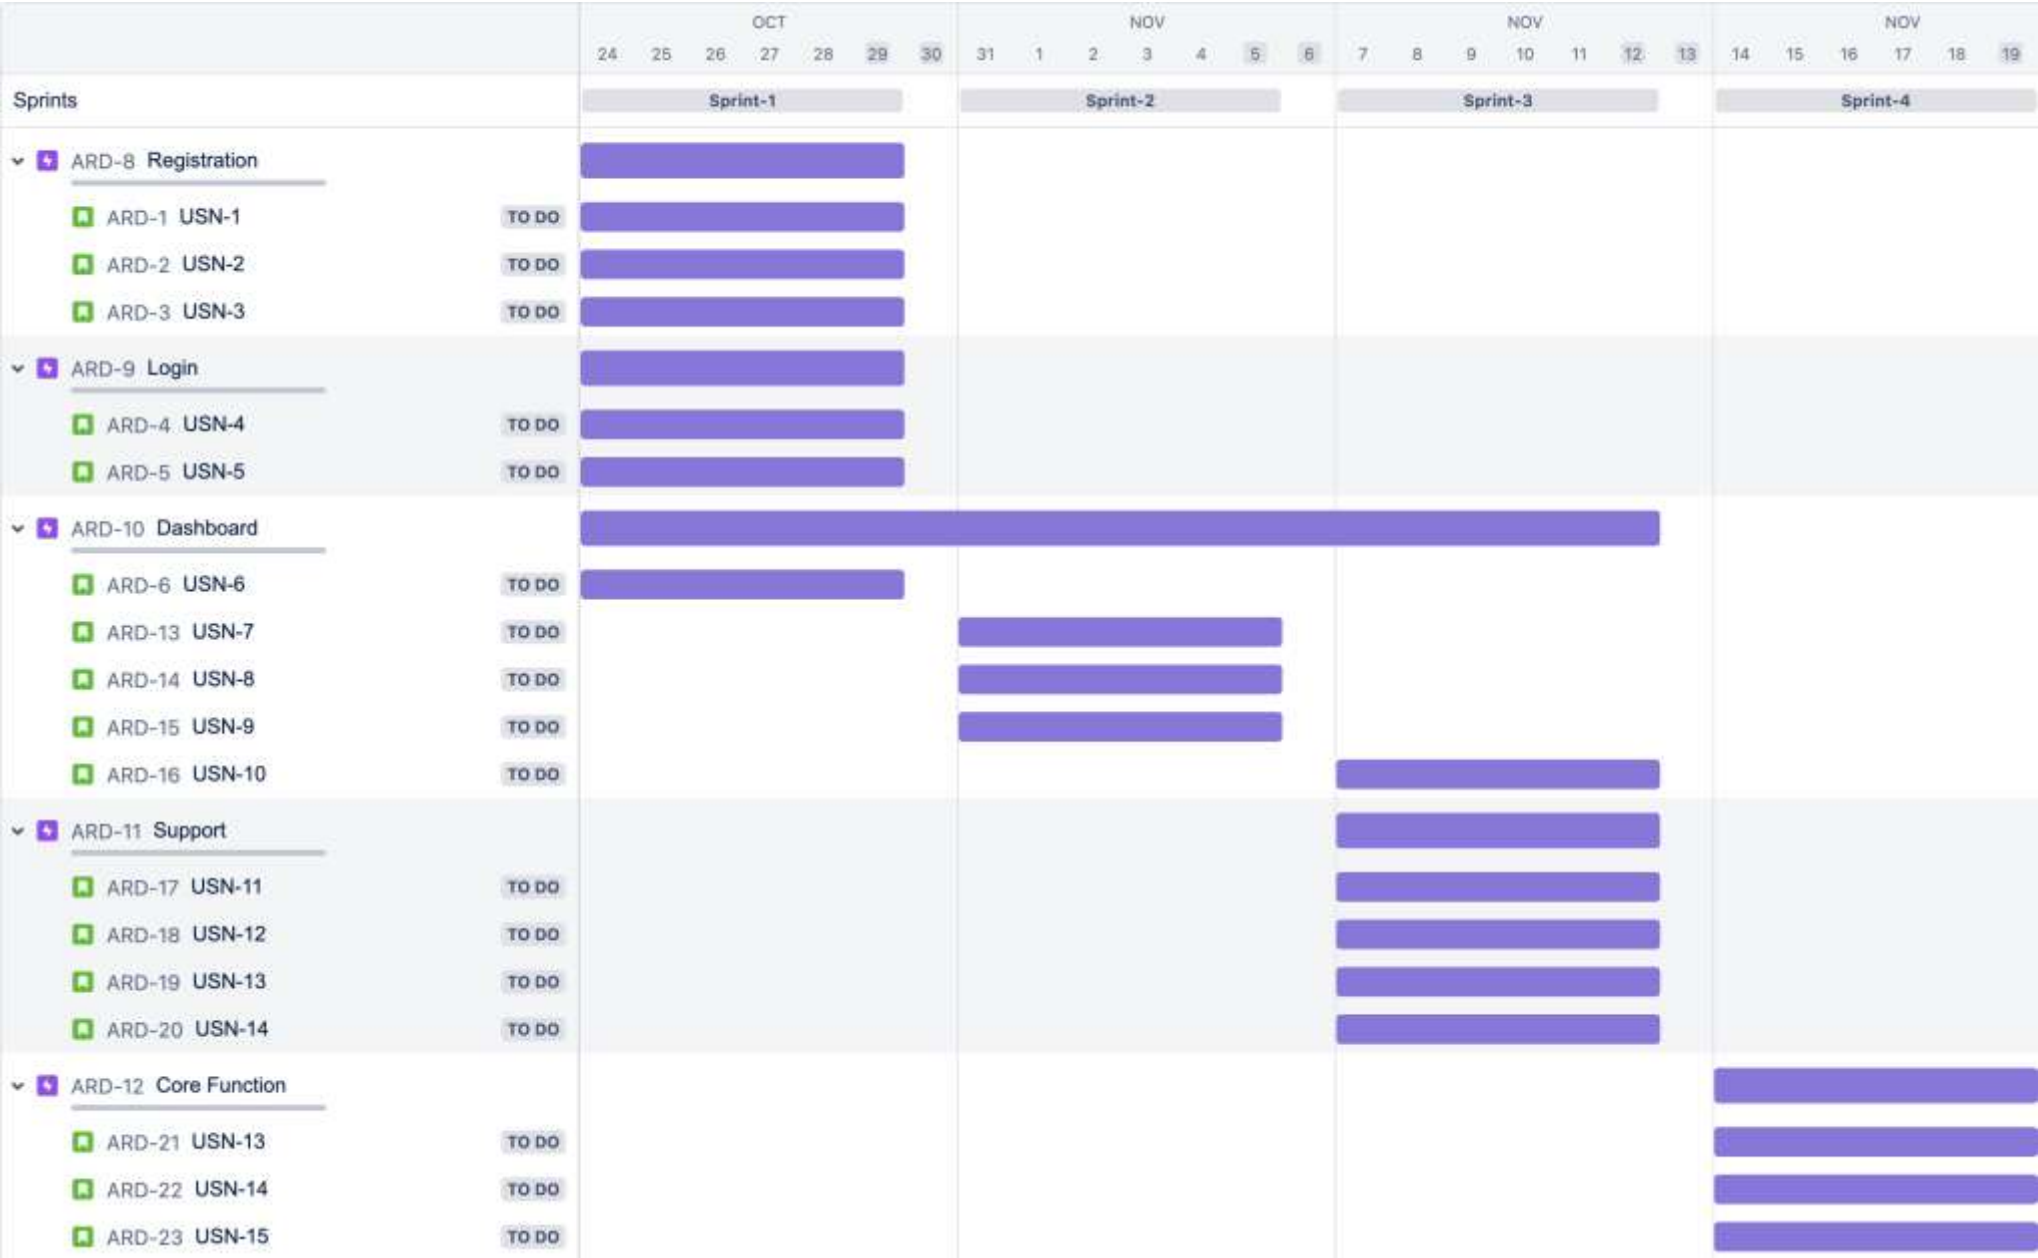 OCT NOV NOV NOV
24 25 26 27 28 29 30 31 1 2 3 4 5 6 7 8 9 10 11 12 13 14 15 16 17 18 19
Sprints Sprint-1 Sprint-2 Sprint-3 Sprint-4
ARD-8 Registration
ARD-1 USN-1 TO DO
ARD-2 USN-2 TO DO
ARD-3 USN-3 TO DO
ARD-9 Login
ARD-4 USN-4 TO DO
ARD-5 USN-5 TO DO
ARD-10 Dashboard
ARD-6 USN-6 TO DO
ARD-13 USN-7 TO DO
ARD-14 USN-8 TO DO
ARD-15 USN-9 TO DO
ARD-16 USN-10 TO DO
ARD-11 Support
ARD-17 USN-11 TO DO
ARD-18 USN-12 TO DO
ARD-19 USN-13 TO DO
ARD-20 USN-14 TO DO
ARD-12 Core Function
ARD-21 USN-13 TO DO
ARD-22 USN-14 TO DO
ARD-23 USN-15 TO DO